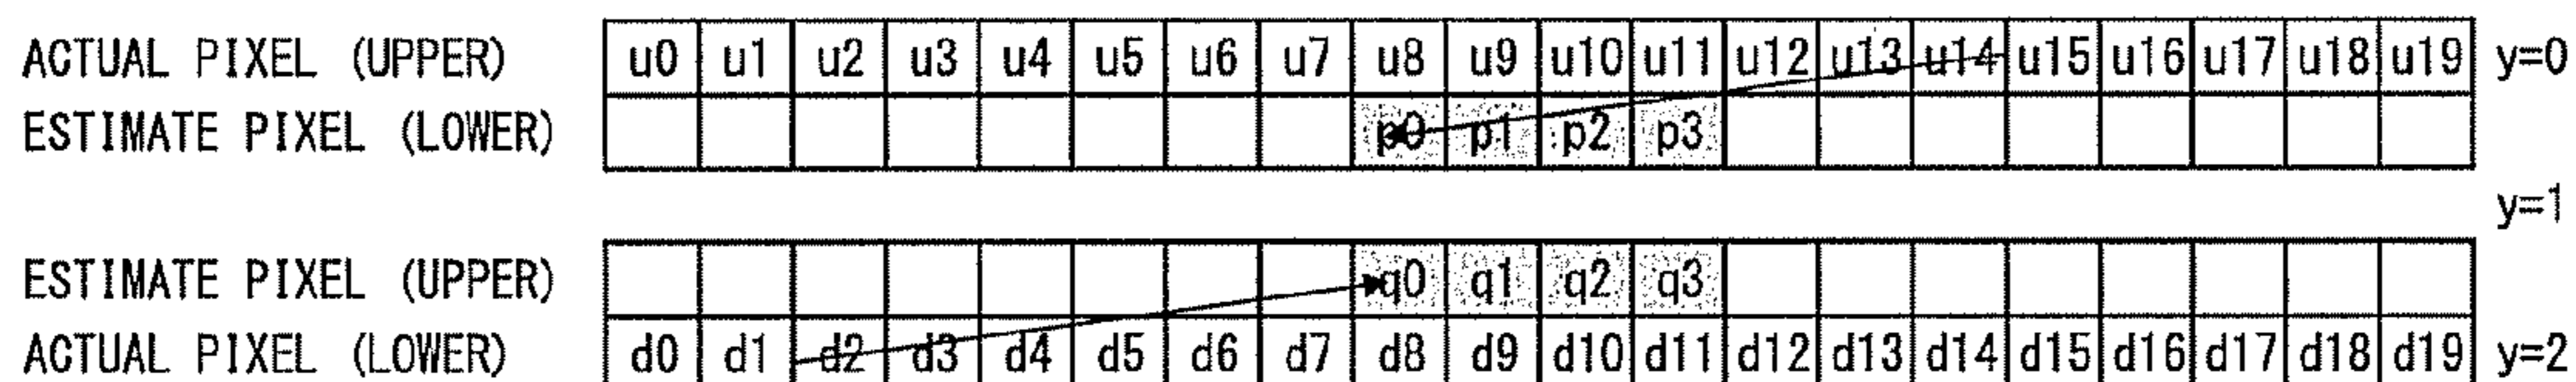 ACTUAL PIXEL (UPPER) u0 u1 u2 u3 u4 u5 u6 u7 u8 u9 u10 u11 u12 u13 u14 u15 u16 u17 u18 u19 y=0
ESTIMATE PIXEL (LOWER) p0 p1 p2 p3
y=1
ESTIMATE PIXEL (UPPER) q0 q1 q2 q3
ACTUAL PIXEL (LOWER) d0 d1 d2 d3 d4 d5 d6 d7 d8 d9 d10 d11 d12 d13 d14 d15 d16 d17 d18 d19 y=2